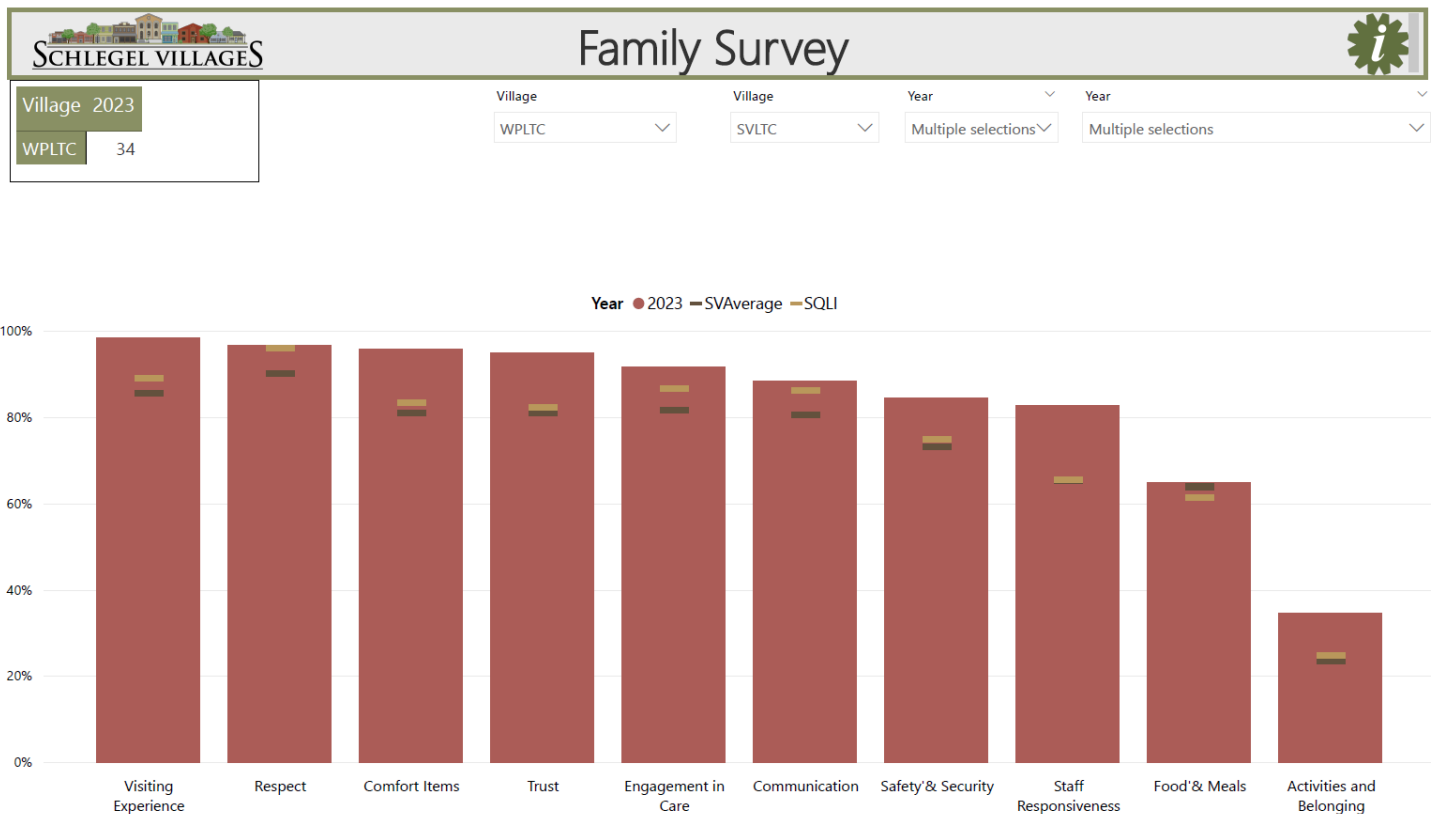 SCHLEGEL VILLAGES
Family Survey
i
Village 2023
WPLTC 34
Village
WPLTC
Village
SVLTC
Year
Multiple selections
Year
Multiple selections
Year 2023 SVAverage SQLI
100%
80%
60%
40%
20%
0%
Visiting
Experience
Respect
Comfort Items
Trust
Engagement in
Care
Communication
Safety'& Security
Staff
Responsiveness
Food'& Meals
Activities and
Belonging